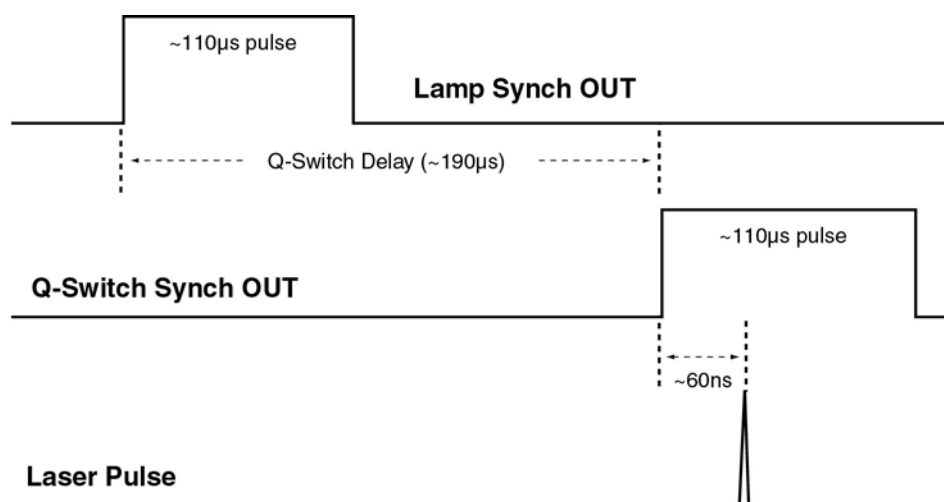 ~110µs pulse
Lamp Synch OUT
Q-Switch Delay (~190µs)
~110µs pulse
Q-Switch Synch OUT
~60ns
Laser Pulse